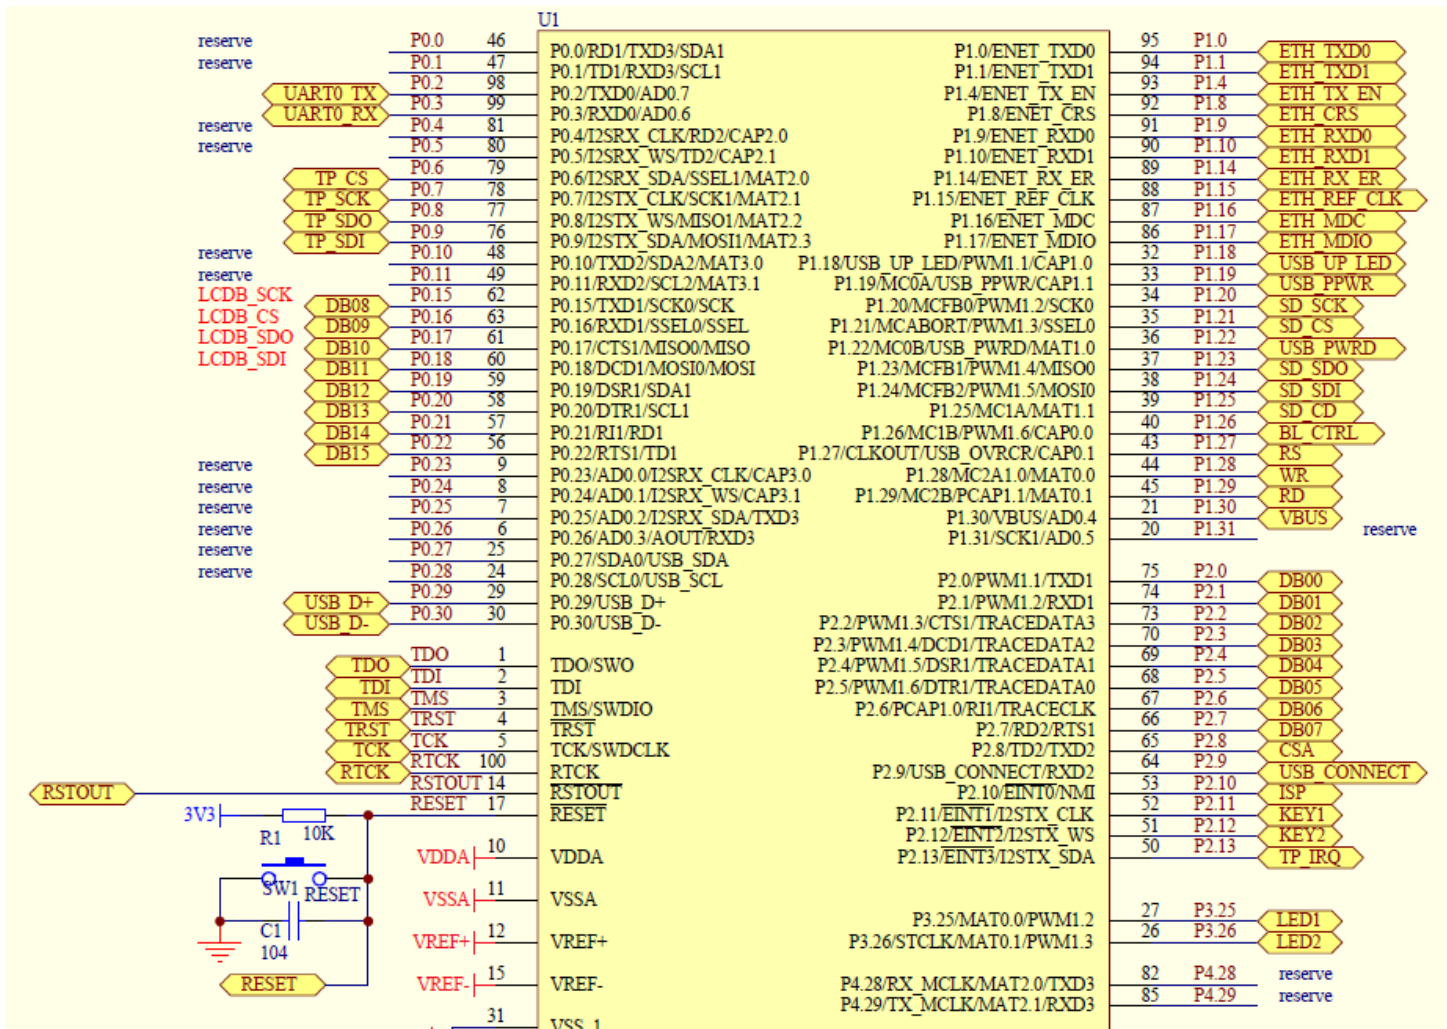 U1
reserve P0.0 46 P0.0/RD1/TXD3/SDA1 P1.0/ENET_TXD0 95 P1.0 ETH_TXD0
reserve P0.1 47 P0.1/TD1/RXD3/SCL1 P1.1/ENET_TXD1 94 P1.1 ETH_TXD1
UART0_TX P0.2 98 P0.2/TXD0/AD0.7 P1.4/ENET_TX_EN 93 P1.4 ETH_TX_EN
UART0_RX P0.3 99 P0.3/RXD0/AD0.6 P1.8/ENET_CRS 92 P1.8 ETH_CRS
reserve P0.4 81 P0.4/I2SRX_CLK/RD2/CAP2.0 P1.9/ENET_RXD0 91 P1.9 ETH_RXD0
reserve P0.5 80 P0.5/I2SRX_WS/TD2/CAP2.1 P1.10/ENET_RXD1 90 P1.10 ETH_RXD1
TP_CS P0.6 79 P0.6/I2SRX_SDA/SSEL1/MAT2.0 P1.14/ENET_RX_ER 89 P1.14 ETH_RX_ER
TP_SCK P0.7 78 P0.7/I2STX_CLK/SCK1/MAT2.1 P1.15/ENET_REF_CLK 88 P1.15 ETH_REF_CLK
TP_SDO P0.8 77 P0.8/I2STX_WS/MISO1/MAT2.2 P1.16/ENET_MDC 87 P1.16 ETH_MDC
TP_SDI P0.9 76 P0.9/I2STX_SDA/MOSI1/MAT2.3 P1.17/ENET_MDIO 86 P1.17 ETH_MDIO
reserve P0.10 48 P0.10/TXD2/SDA2/MAT3.0 P1.18/USB_UP_LED/PWM1.1/CAP1.0 32 P1.18 USB_UP_LED
reserve P0.11 49 P0.11/RXD2/SCL2/MAT3.1 P1.19/MC0A/USB_PPWR/CAP1.1 33 P1.19 USB_PPWR
LCDB_SCK DB08 P0.15 62 P0.15/TXD1/SCK0/SCK P1.20/MCFB0/PWM1.2/SCK0 34 P1.20 SD_SCK
LCDB_CS DB09 P0.16 63 P0.16/RXD1/SSEL0/SSEL P1.21/MCABORT/PWM1.3/SSEL0 35 P1.21 SD_CS
LCDB_SDO DB10 P0.17 61 P0.17/CTS1/MISO0/MISO P1.22/MC0B/USB_PWRD/MAT1.0 36 P1.22 USB_PWRD
LCDB_SDI DB11 P0.18 60 P0.18/DCD1/MOSI0/MOSI P1.23/MCFB1/PWM1.4/MISO0 37 P1.23 SD_SDO
DB12 P0.19 59 P0.19/DSR1/SDA1 P1.24/MCFB2/PWM1.5/MOSI0 38 P1.24 SD_SDI
DB13 P0.20 58 P0.20/DTR1/SCL1 P1.25/MC1A/MAT1.1 39 P1.25 SD_CD
DB14 P0.21 57 P0.21/RI1/RD1 P1.26/MC1B/PWM1.6/CAP0.0 40 P1.26 BL_CTRL
DB15 P0.22 56 P0.22/RTS1/TD1 P1.27/CLKOUT/USB_OVRCR/CAP0.1 43 P1.27 RS
reserve P0.23 9 P0.23/AD0.0/I2SRX_CLK/CAP3.0 P1.28/MC2A1.0/MAT0.0 44 P1.28 WR
reserve P0.24 8 P0.24/AD0.1/I2SRX_WS/CAP3.1 P1.29/MC2B/PCAP1.1/MAT0.1 45 P1.29 RD
reserve P0.25 7 P0.25/AD0.2/I2SRX_SDA/TXD3 P1.30/VBUS/AD0.4 21 P1.30 VBUS
reserve P0.26 6 P0.26/AD0.3/AOUT/RXD3 P1.31/SCK1/AD0.5 20 P1.31 reserve
reserve P0.27 25 P0.27/SDA0/USB_SDA
reserve P0.28 24 P0.28/SCL0/USB_SCL P2.0/PWM1.1/TXD1 75 P2.0 DB00
USB_D+ P0.29 29 P0.29/USB_D+ P2.1/PWM1.2/RXD1 74 P2.1 DB01
USB_D- P0.30 30 P0.30/USB_D- P2.2/PWM1.3/CTS1/TRACEDATA3 73 P2.2 DB02
P2.3/PWM1.4/DCD1/TRACEDATA2 70 P2.3 DB03
TDO TDO 1 TDO/SWO P2.4/PWM1.5/DSR1/TRACEDATA1 69 P2.4 DB04
TDI TDI 2 TDI P2.5/PWM1.6/DTR1/TRACEDATA0 68 P2.5 DB05
TMS TMS 3 TMS/SWDIO P2.6/PCAP1.0/RI1/TRACECLK 67 P2.6 DB06
TRST TRST 4 TRST P2.7/RD2/RTS1 66 P2.7 DB07
TCK TCK 5 TCK/SWDCLK P2.8/TD2/TXD2 65 P2.8 CSA
RTCK RTCK 100 RTCK P2.9/USB_CONNECT/RXD2 64 P2.9 USB_CONNECT
RSTOUT RSTOUT 14 RSTOUT P2.10/EINT0/NMI 53 P2.10 ISP
3V3 RESET 17 RESET P2.11/EINT1/I2STX_CLK 52 P2.11 KEY1
R1 10K P2.12/EINT2/I2STX_WS 51 P2.12 KEY2
VDDA 10 VDDA P2.13/EINT3/I2STX_SDA 50 P2.13 TP_IRQ
SW1 RESET
VSSA 11 VSSA
P3.25/MAT0.0/PWM1.2 27 P3.25 LED1
C1 VREF+ 12 VREF+ P3.26/STCLK/MAT0.1/PWM1.3 26 P3.26 LED2
104
RESET VREF- 15 VREF- P4.28/RX_MCLK/MAT2.0/TXD3 82 P4.28 reserve
P4.29/TX_MCLK/MAT2.1/RXD3 85 P4.29 reserve
31 VSS_1